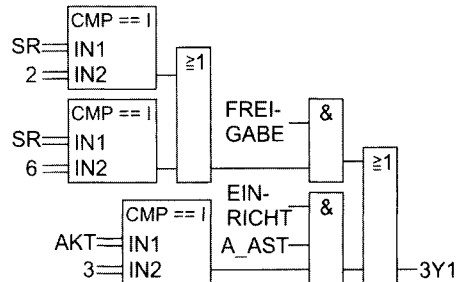 CMP == I
SR IN1
2 IN2
≧1
CMP == I
SR IN1
6 IN2
FREI-
GABE
&
≧1
EIN-
RICHT
A_AST
&
CMP == I
AKT IN1
3 IN2
3Y1